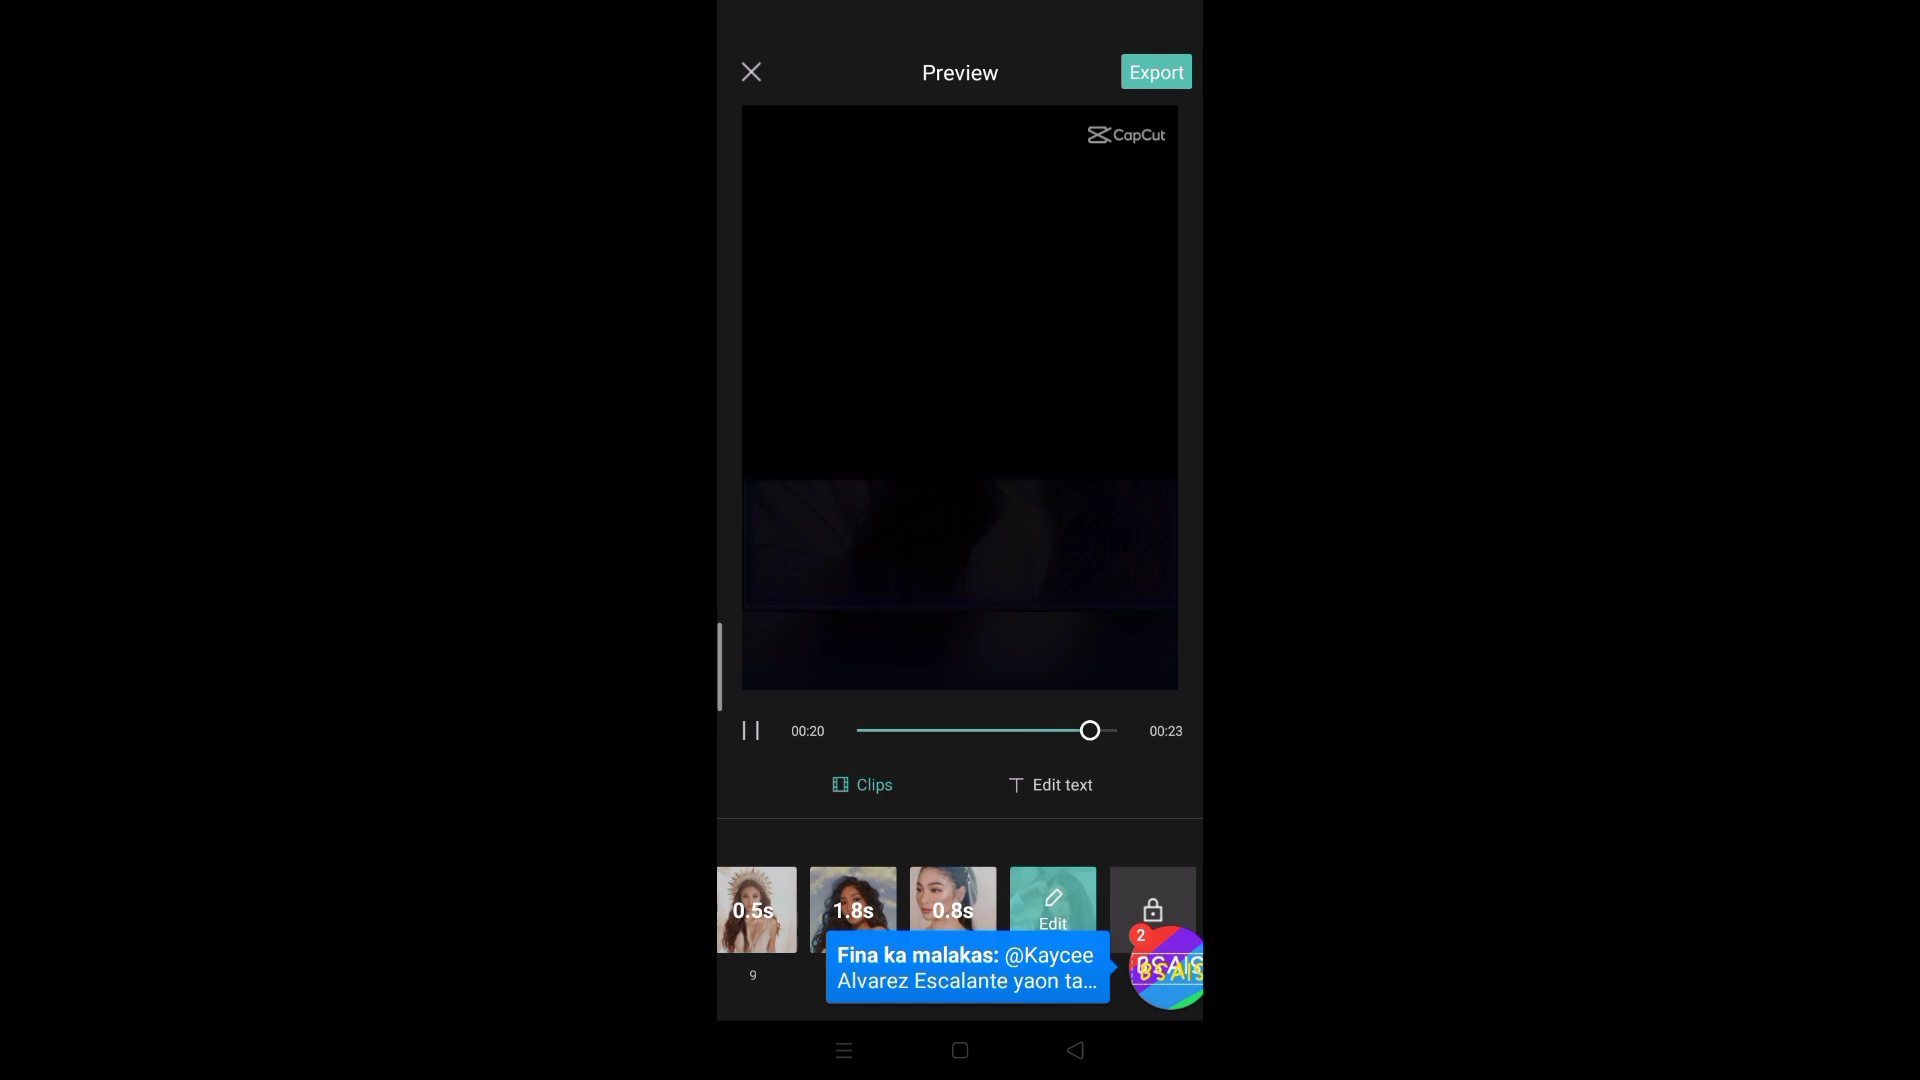 Preview
Export
CapCut
00:20
00:23
Clips
Edit text
0.5s
1.8s
0.8s
Edit
9
2
Fina ka malakas: @Kaycee
Alvarez Escalante yaon ta...
BSAIS